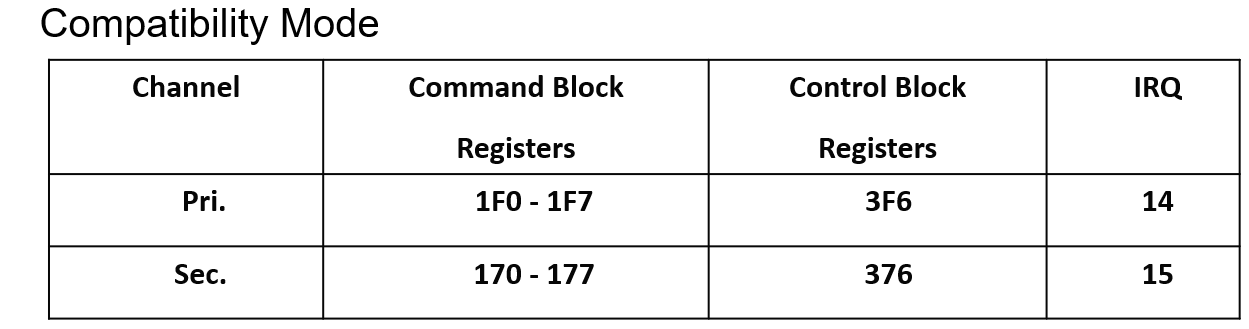 Compatibility Mode
Channel Command Block Registers Control Block Registers IRQ
Pri. 1F0 - 1F7 3F6 14
Sec. 170 - 177 376 15